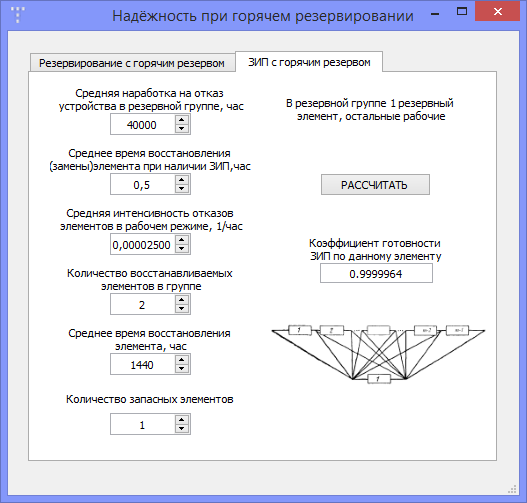 Надёжность при горячем резервировании
Резервирование с горячим резервом
ЗИП с горячим резервом
Средняя наработка на отказ
устройства в резервной группе, час
40000
Среднее время восстановления
(замены)элемента при наличии ЗИП,час
0,5
Средняя интенсивность отказов
элементов в рабочем режиме, 1/час
0,00002500
Количество восстанавливаемых
элементов в группе
2
Среднее время восстановления
элемента, час
1440
Количество запасных элементов
1
В резервной группе 1 резервный
элемент, остальные рабочие
РАССЧИТАТЬ
Коэффициент готовности
ЗИП по данному элементу
0.9999964
1
2
1